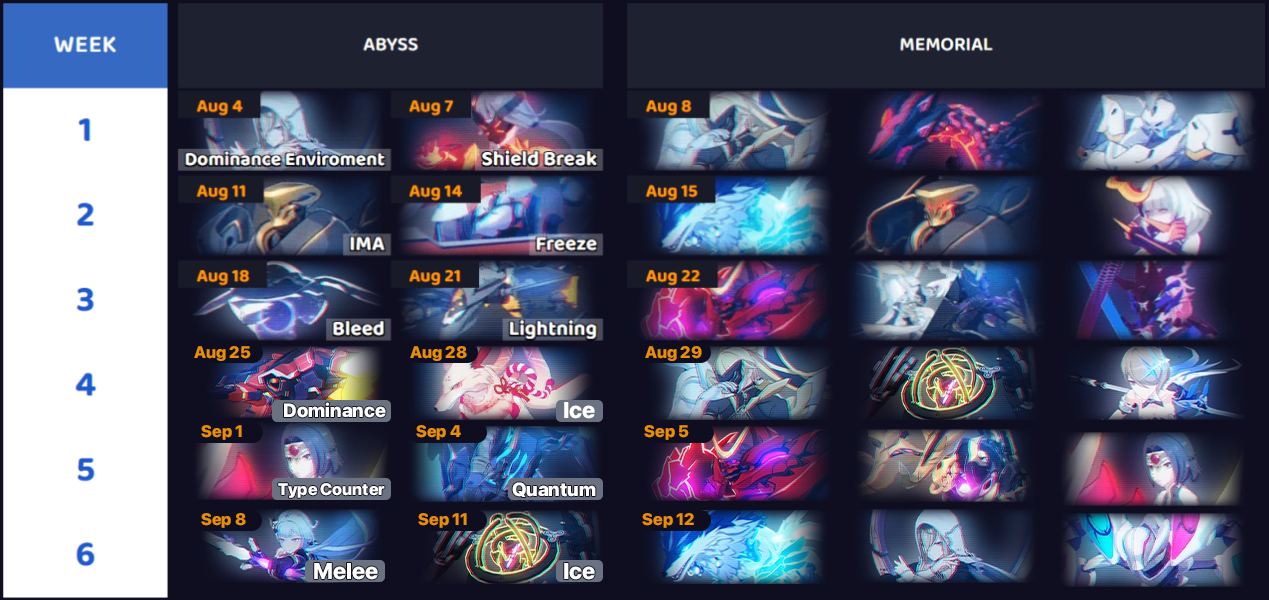 WEEK
ABYSS
MEMORIAL
1
Aug 4
Dominance Enviroment
Aug 7
Shield Break
Aug 8
2
Aug 11
IMA
Aug 14
Freeze
Aug 15
3
Aug 18
Bleed
Aug 21
Lightning
Aug 22
4
Aug 25
Dominance
Aug 28
Ice
Aug 29
5
Sep 1
Type Counter
Sep 4
Quantum
Sep 5
6
Sep 8
Melee
Sep 11
Ice
Sep 12